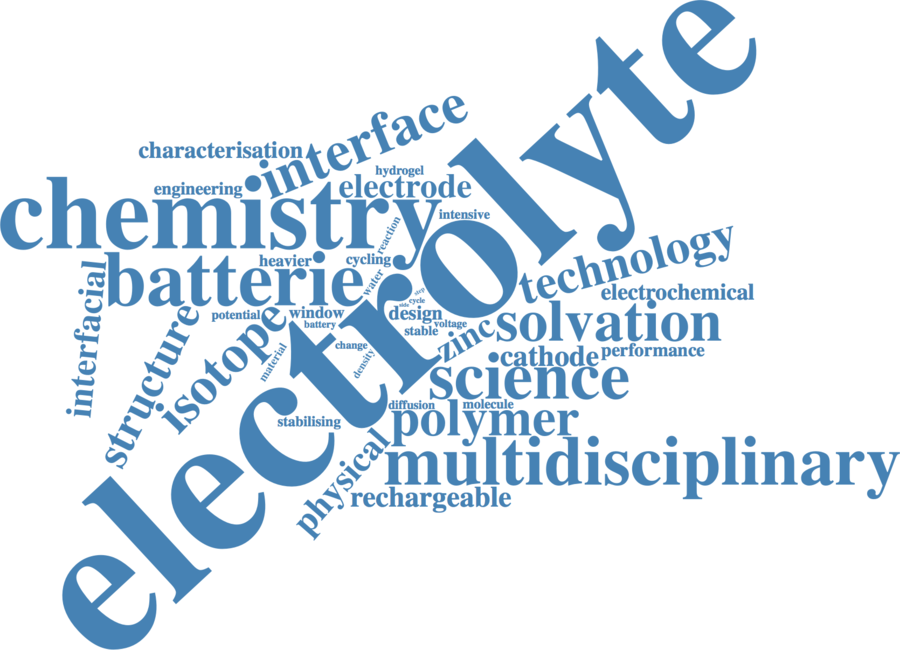 electrolyte
interface
characterisation
hydrogel
engineering
electrode
chemistry
intensive
reaction
technology
heavier
cycling
batterie
water
interfacial
electrochemical
step
cycle
side
potential
window
design
solvation
battery
voltage
stable
zinc
structure
isotope
change
cathode
performance
material
density
science
diffusion
molecule
stabilising
polymer
physical
multidisciplinary
rechargeable